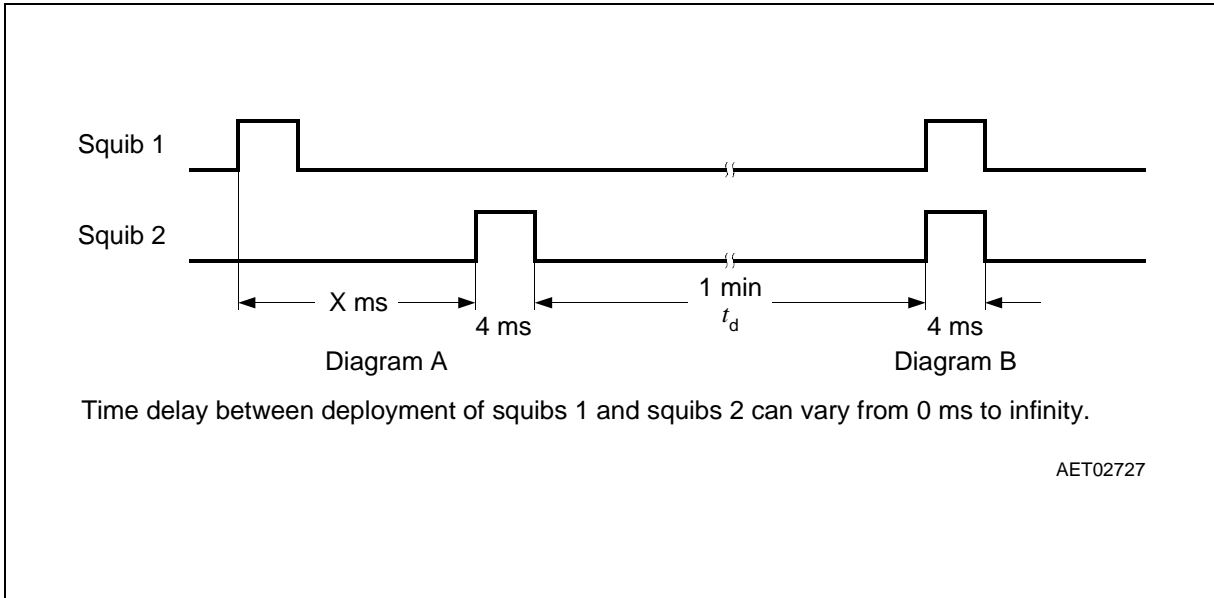 Squib 1
Squib 2
X ms
4 ms
1 min
t_d
4 ms
Diagram A
Diagram B
Time delay between deployment of squibs 1 and squibs 2 can vary from 0 ms to infinity.
AET02727